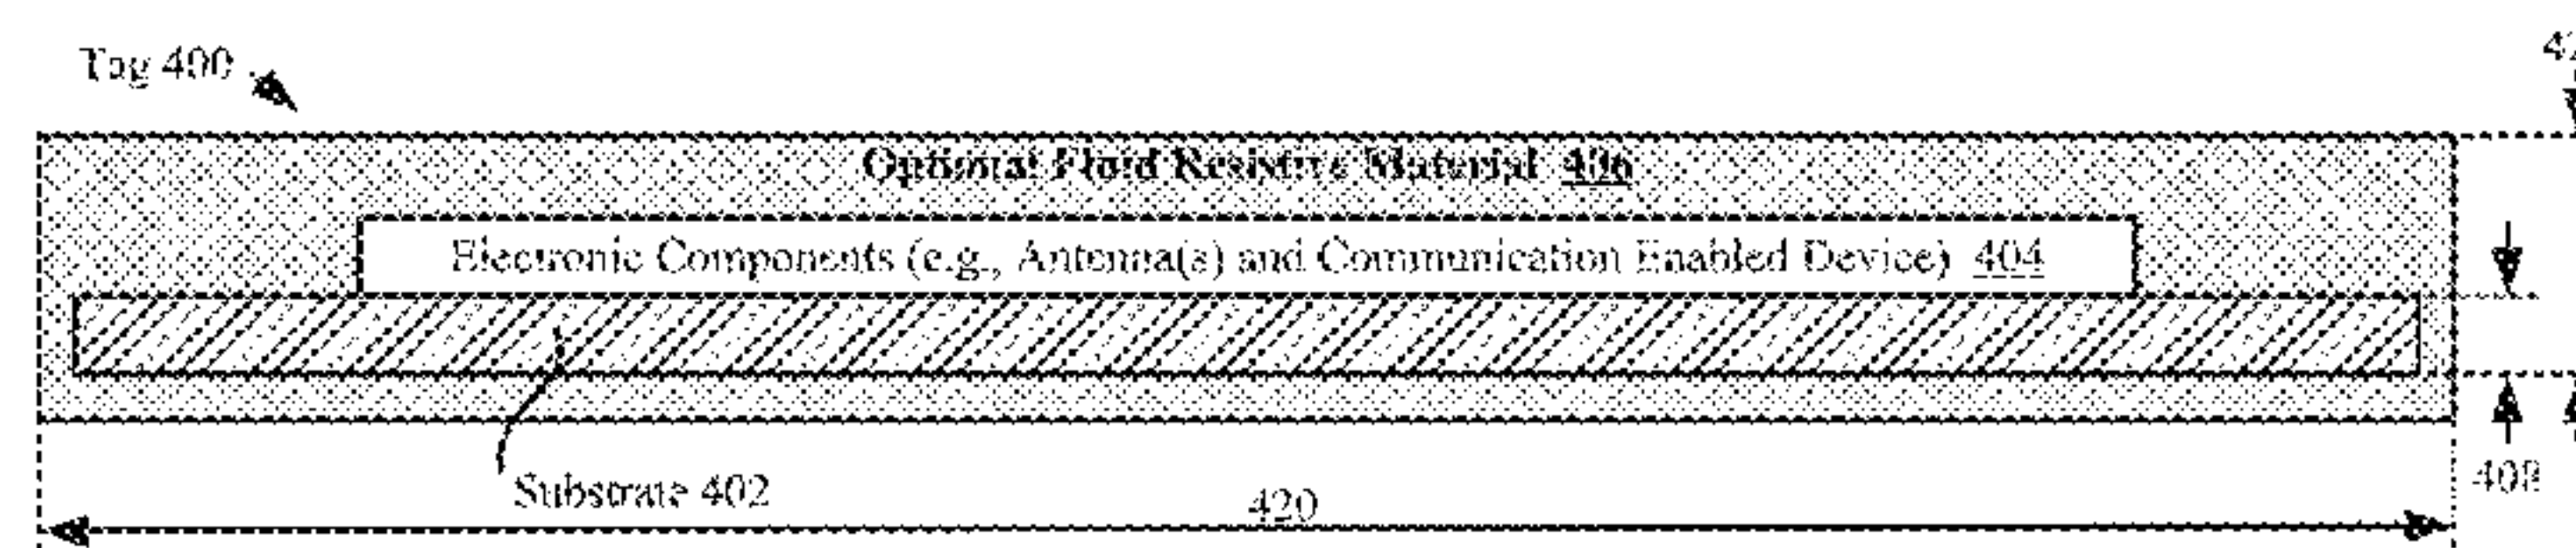 Tag 400
Optional Fluid Resistive Material 406
Electronic Components (e.g., Antenna(s) and Communication Enabled Device) 404
Substrate 402
420
408